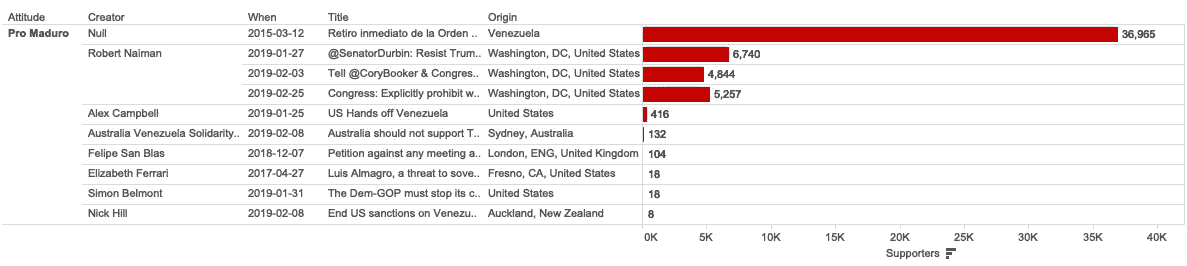 Attitude Creator When Title Origin
Pro Maduro Null 2015-03-12 Retiro inmediato de la Orden .. Venezuela 36,965
Robert Naiman 2019-01-27 @SenatorDurbin: Resist Trum.. Washington, DC, United States 6,740
2019-02-03 Tell @CoryBooker & Congres.. Washington, DC, United States 4,844
2019-02-25 Congress: Explicitly prohibit w.. Washington, DC, United States 5,257
Alex Campbell 2019-01-25 US Hands off Venezuela United States 416
Australia Venezuela Solidarity.. 2019-02-08 Australia should not support T.. Sydney, Australia 132
Felipe San Blas 2018-12-07 Petition against any meeting a.. London, ENG, United Kingdom 104
Elizabeth Ferrari 2017-04-27 Luis Almagro, a threat to sove.. Fresno, CA, United States 18
Simon Belmont 2019-01-31 The Dem-GOP must stop its c.. United States 18
Nick Hill 2019-02-08 End US sanctions on Venezu.. Auckland, New Zealand 8
0K 5K 10K 15K 20K 25K 30K 35K 40K
Supporters